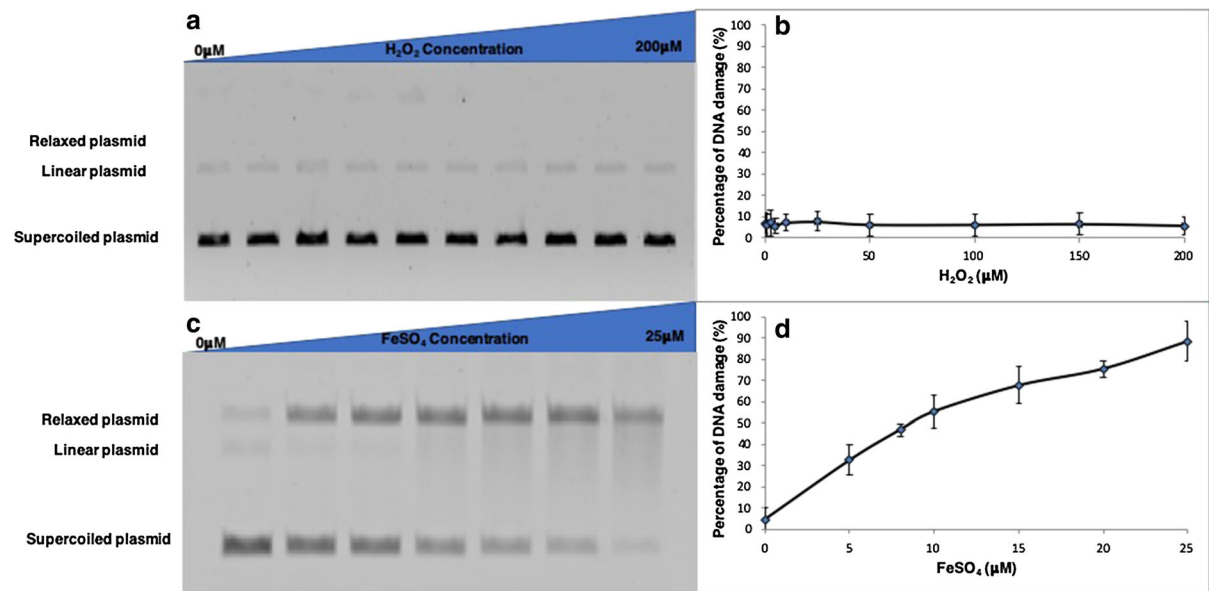 a
0µM
H₂O₂ Concentration
200µM
Relaxed plasmid
Linear plasmid
Supercoiled plasmid
b
Percentage of DNA damage (%)
100
90
80
70
60
50
40
30
20
10
0
0 50 100 150 200
H₂O₂ (µM)
c
0µM
FeSO₄ Concentration
25µM
Relaxed plasmid
Linear plasmid
Supercoiled plasmid
d
Percentage of DNA damage (%)
100
90
80
70
60
50
40
30
20
10
0
0 5 10 15 20 25
FeSO₄ (µM)